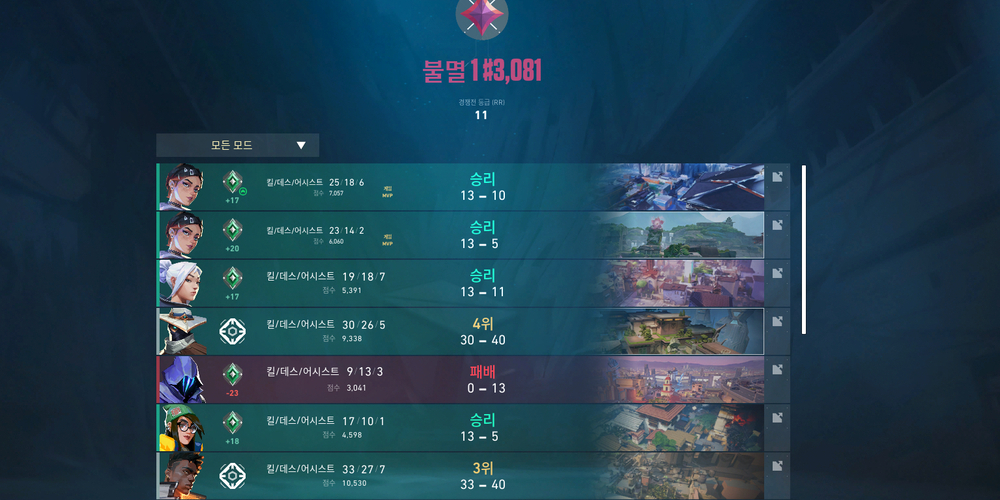 불멸 1 #3,081
경쟁전 등급 (RR)
11
모든 모드
킬/데스/어시스트 25/18/6
점수 7,057
게임
MVP
+17
승리
13 - 10
킬/데스/어시스트 23/14/2
점수 6,060
게임
MVP
+20
승리
13 - 5
킬/데스/어시스트 19/18/7
점수 5,391
+17
승리
13 - 11
킬/데스/어시스트 30/26/5
점수 9,338
4위
30 - 40
킬/데스/어시스트 9/13/3
점수 3,041
-23
패배
0 - 13
킬/데스/어시스트 17/10/1
점수 4,598
+18
승리
13 - 5
킬/데스/어시스트 33/27/7
점수 10,530
3위
33 - 40